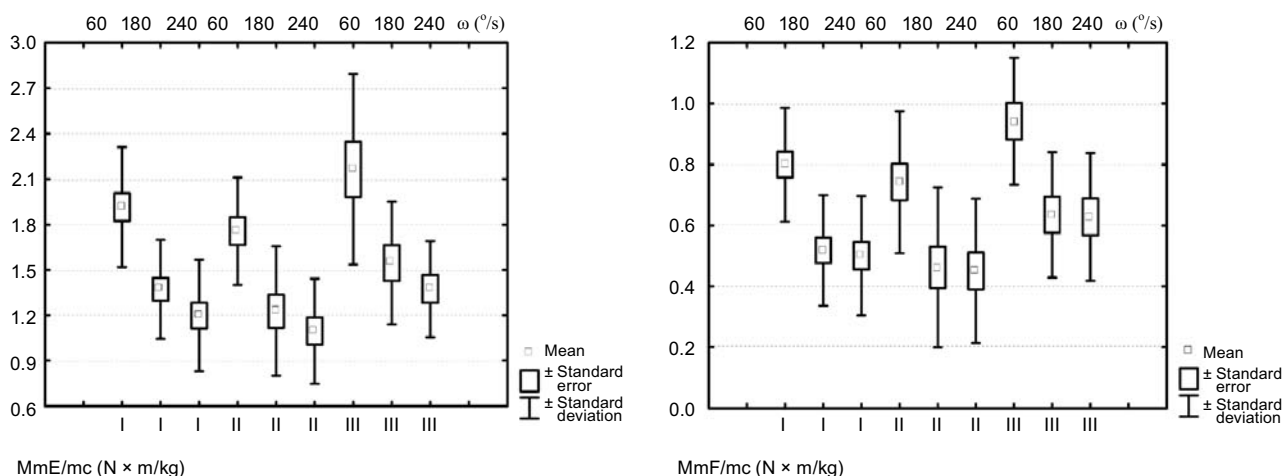 60 180 240 60 180 240 60 180 240 ω (°/s)
3.0
2.7
2.4
2.1
1.8
1.5
1.2
0.9
0.6
I I I II II II III III III
Mean
± Standard
error
± Standard
deviation
MmE/mc (N × m/kg)
60 180 240 60 180 240 60 180 240 ω (°/s)
1.2
1.0
0.8
0.6
0.4
0.2
0.0
I I I II II II III III III
Mean
± Standard
error
± Standard
deviation
MmF/mc (N × m/kg)